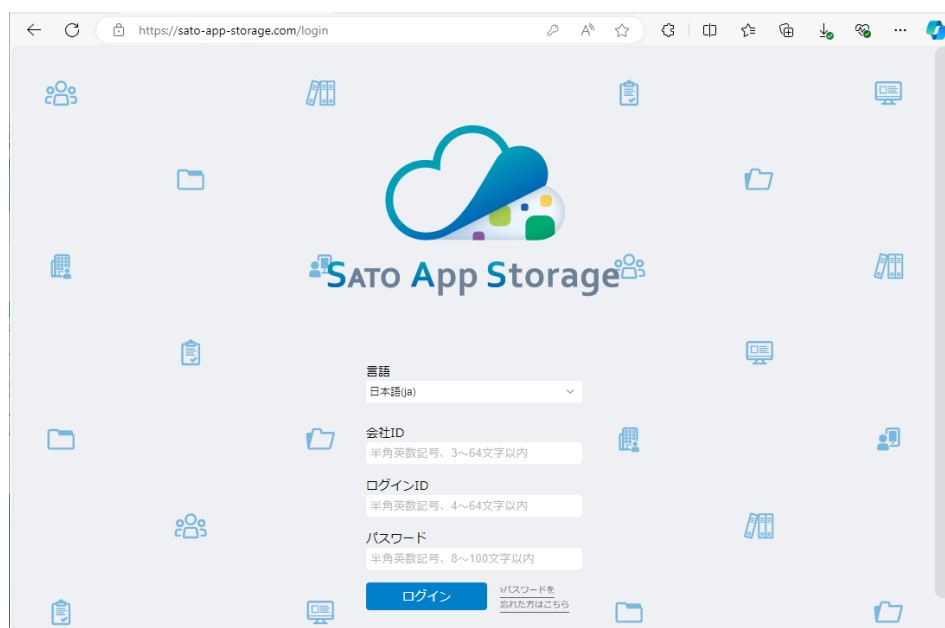 https://sato-app-storage.com/login
SATO App Storage
言語
日本語(ja)
会社ID
半角英数記号、3～64文字以内
ログインID
半角英数記号、4～64文字以内
パスワード
半角英数記号、8～100文字以内
ログイン
›パスワードを
忘れた方はこちら